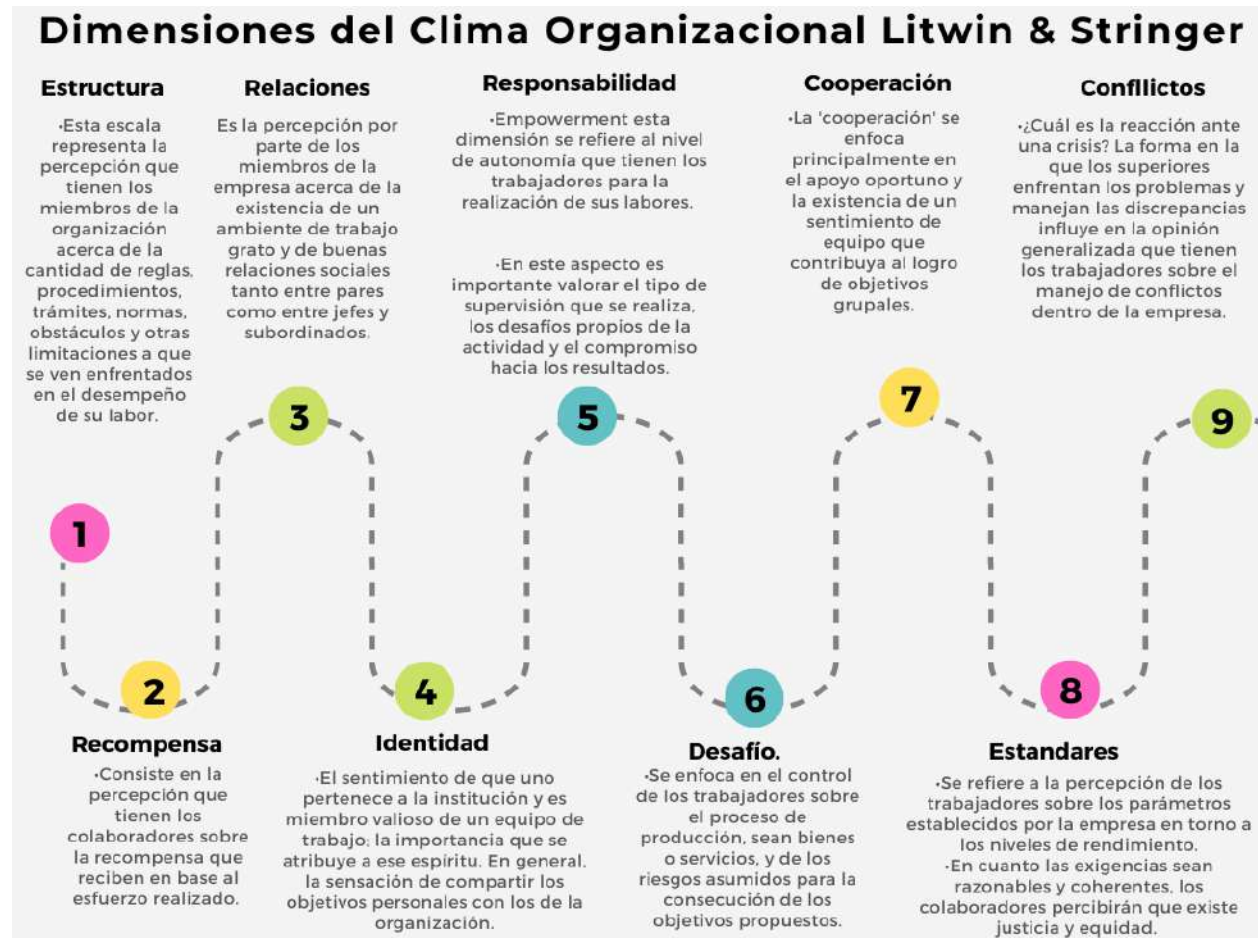 Dimensiones del Clima Organizacional Litwin & Stringer
Estructura
•Esta escala
representa la
percepción que
tienen los
miembros de la
organización
acerca de la
cantidad de reglas,
procedimientos,
trámites, normas,
obstáculos y otras
limitaciones a que
se ven enfrentados
en el desempeño
de su labor.
1
2
Recompensa
•Consiste en la
percepción que
tienen los
colaboradores sobre
la recompensa que
reciben en base al
esfuerzo realizado.
Relaciones
Es la percepción por
parte de los
miembros de la
empresa acerca de la
existencia de un
ambiente de trabajo
grato y de buenas
relaciones sociales
tanto entre pares
como entre jefes y
subordinados.
3
4
Identidad
•El sentimiento de que uno
pertenece a la institución y es
miembro valioso de un equipo de
trabajo; la importancia que se
atribuye a ese espíritu. En general,
la sensación de compartir los
objetivos personales con los de la
organización.
Responsabilidad
•Empowerment esta
dimensión se refiere al nivel
de autonomía que tienen los
trabajadores para la
realización de sus labores.
•En este aspecto es
importante valorar el tipo de
supervisión que se realiza,
los desafíos propios de la
actividad y el compromiso
hacia los resultados.
5
6
Desafío.
•Se enfoca en el control
de los trabajadores sobre
el proceso de
producción, sean bienes
o servicios, y de los
riesgos asumidos para la
consecución de los
objetivos propuestos.
Cooperación
•La 'cooperación' se
enfoca
principalmente en
el apoyo oportuno y
la existencia de un
sentimiento de
equipo que
contribuya al logro
de objetivos
grupales.
7
8
Estandares
•Se refiere a la percepción de los
trabajadores sobre los parámetros
establecidos por la empresa en torno a
los niveles de rendimiento.
•En cuanto las exigencias sean
razonables y coherentes, los
colaboradores percibirán que existe
justicia y equidad.
Confllictos
•¿Cuál es la reacción ante
una crisis? La forma en la
que los superiores
enfrentan los problemas y
manejan las discrepancias
influye en la opinión
generalizada que tienen
los trabajadores sobre el
manejo de conflictos
dentro de la empresa.
9